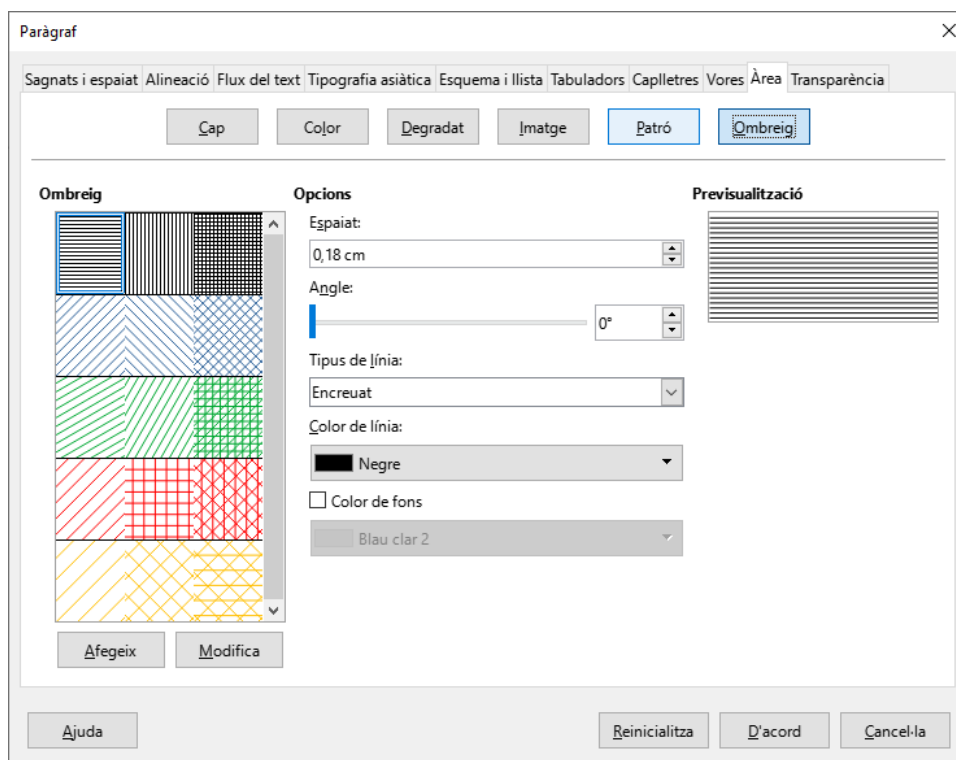 Paràgraf
Sagnats i espaiat Alineació Flux del text Tipografia asiàtica Esquema i llista Tabuladors Caplletres Vores Àrea Transparència
Cap Color Degradat Imatge Patró Ombreig
Ombreig Opcions Previsualització
Espaiat:
0,18 cm
Angle:
0°
Tipus de línia:
Encreuat
Color de línia:
Negre
Color de fons
Blau clar 2
Afegeix Modifica
Ajuda Reinicialitza D'acord Cancel·la